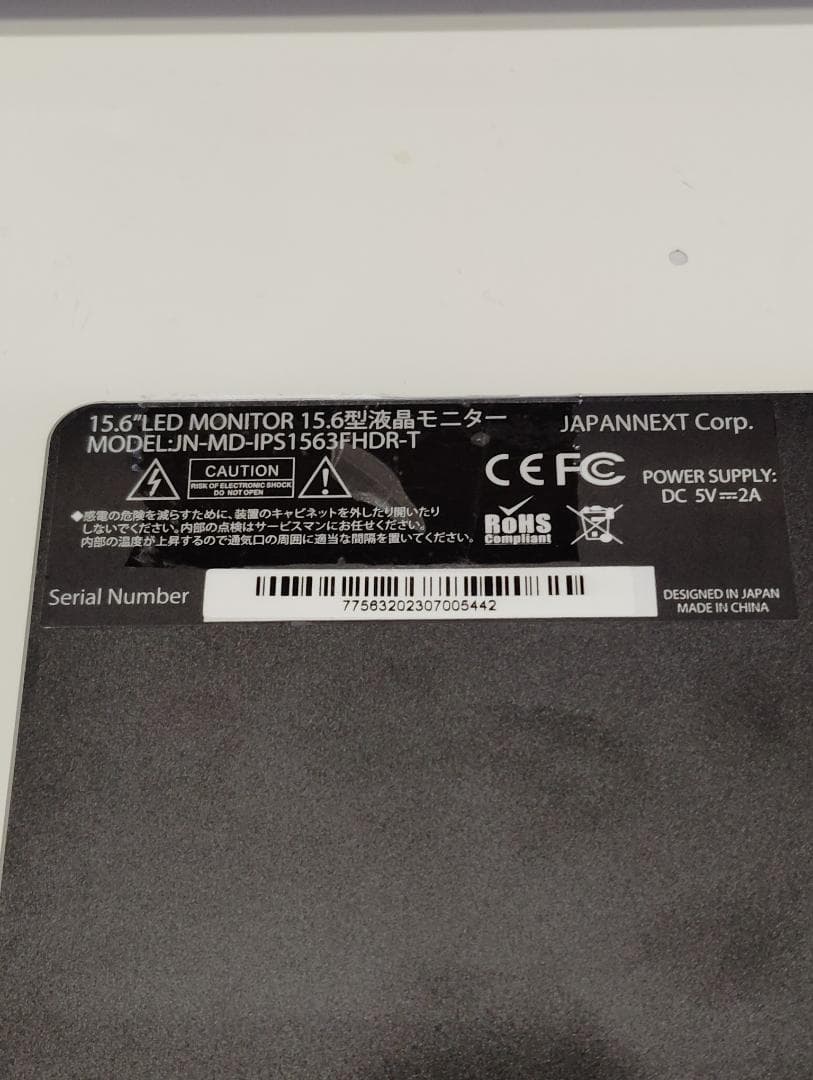 15.6"LED MONITOR 15.6型液晶モニター
MODEL:JN-MD-IPS1563FHDR-T
JAPANNEXT Corp.
CAUTION
RISK OF ELECTRONIC SHOCK
DO NOT OPEN
CE FC
POWER SUPPLY:
DC 5V⎓2A
RoHS
Compliant
◆感電の危険を減らすために、装置のキャビネットを外したり開いたり
しないでください。内部の点検はサービスマンにお任せください。
内部の温度が上昇するので通気口の周囲に適当な間隔を置いてください。
Serial Number
77563202307005442
DESIGNED IN JAPAN
MADE IN CHINA